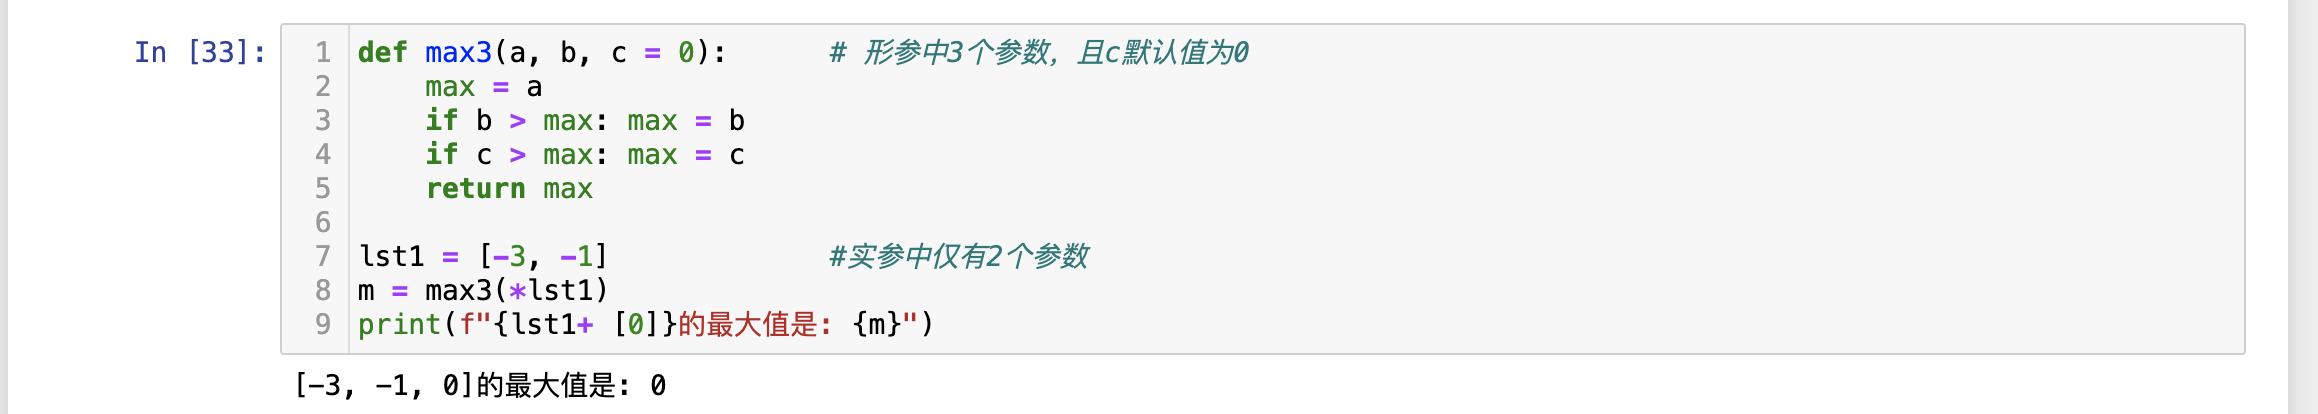 In [33]:
1 def max3(a, b, c = 0):      # 形参中3个参数, 且c默认值为0
2     max = a
3     if b > max: max = b
4     if c > max: max = c
5     return max
6
7 lst1 = [-3, -1]             #实参中仅有2个参数
8 m = max3(*lst1)
9 print(f"{lst1+ [0]}的最大值是: {m}")
[-3, -1, 0]的最大值是: 0